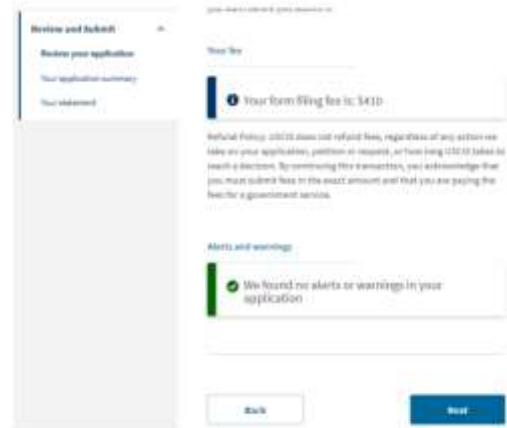 Review and Submit
Review your application
Your application summary
Your statement
Your fee
Your form filing fee is: $410
Refund Policy: USCIS does not refund fees, regardless of any action we
take on your application, petition or request, or how long USCIS takes to
reach a decision. By continuing this transaction, you acknowledge that
you must submit fees in the exact amount and that you are paying the
fees for a government service.
Alerts and warnings
We found no alerts or warnings in your
application
Back
Next